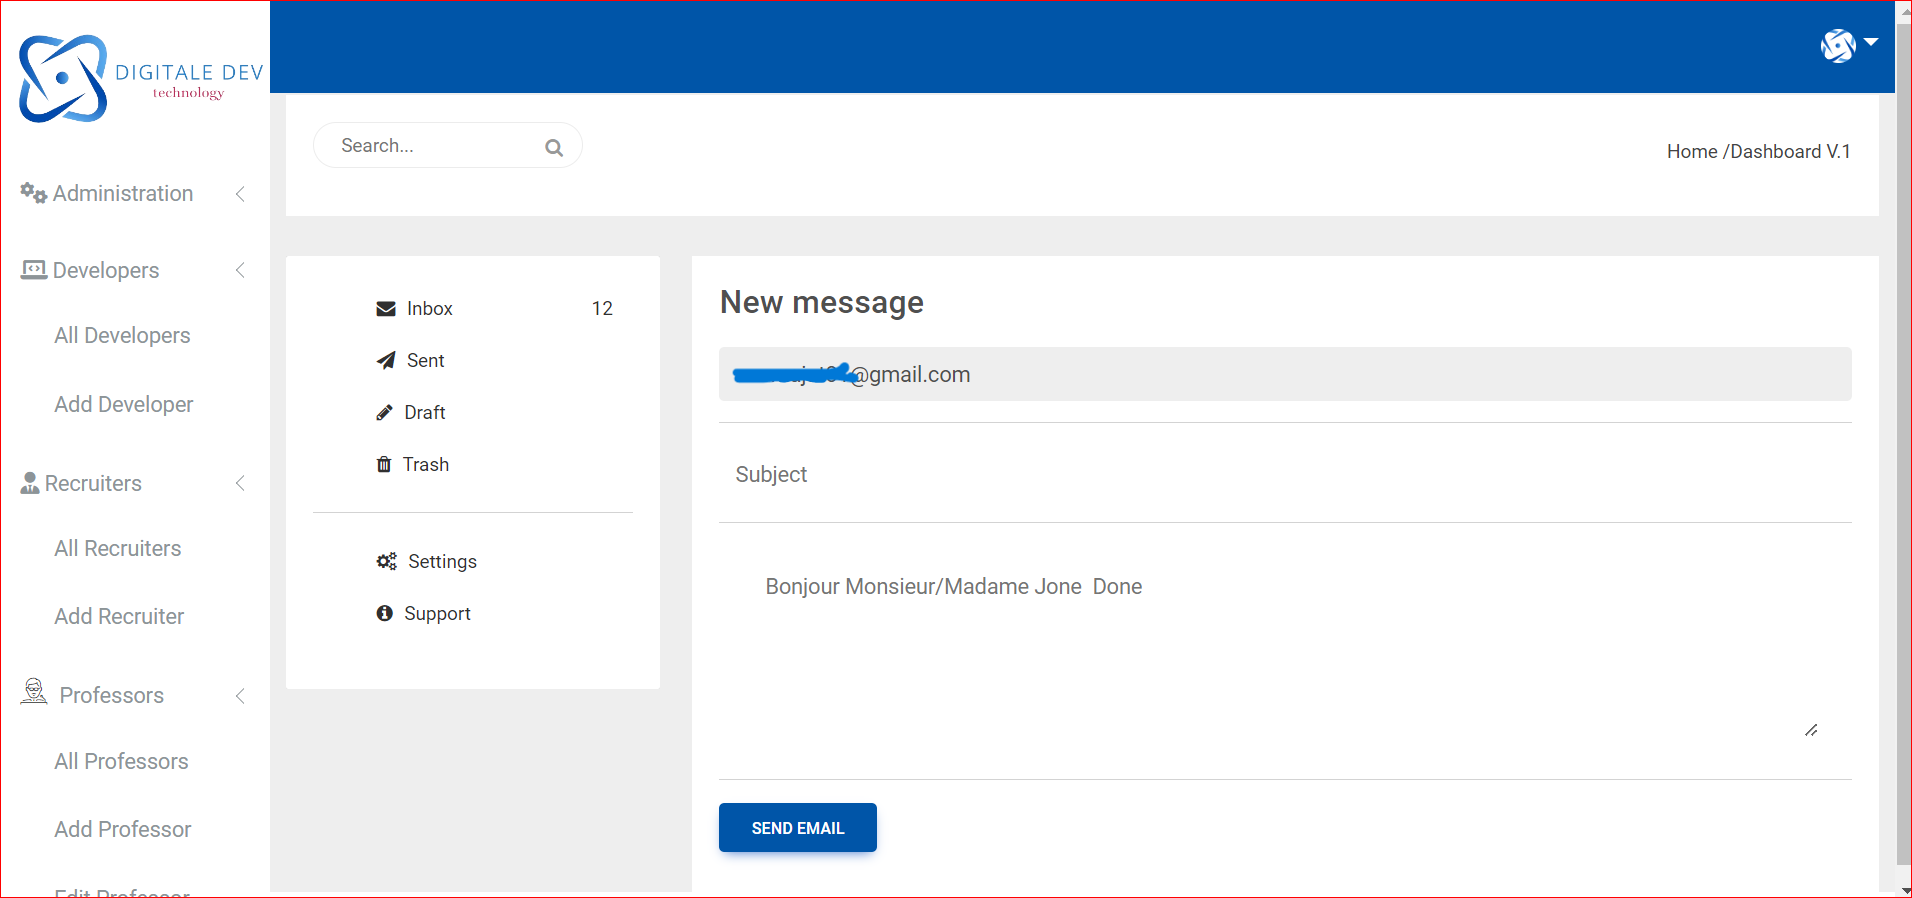 DIGITALE DEV
technology
Administration
Developers
All Developers
Add Developer
Recruiters
All Recruiters
Add Recruiter
Professors
All Professors
Add Professor
Edit Professor
Search...
Home /Dashboard V.1
Inbox 12
Sent
Draft
Trash
Settings
Support
New message
@gmail.com
Subject
Bonjour Monsieur/Madame Jone  Done
SEND EMAIL